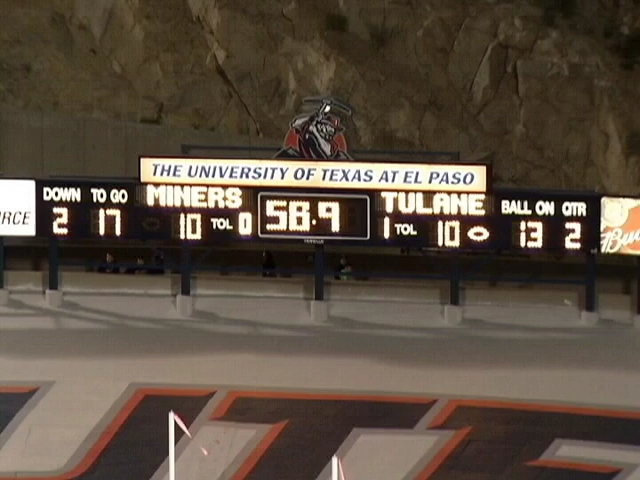 THE UNIVERSITY OF TEXAS AT EL PASO
DOWN TO GO MINERS TULANE BALL ON QTR
2 17 10 TOL 0 58.9 1 TOL 10 13 2
UTE